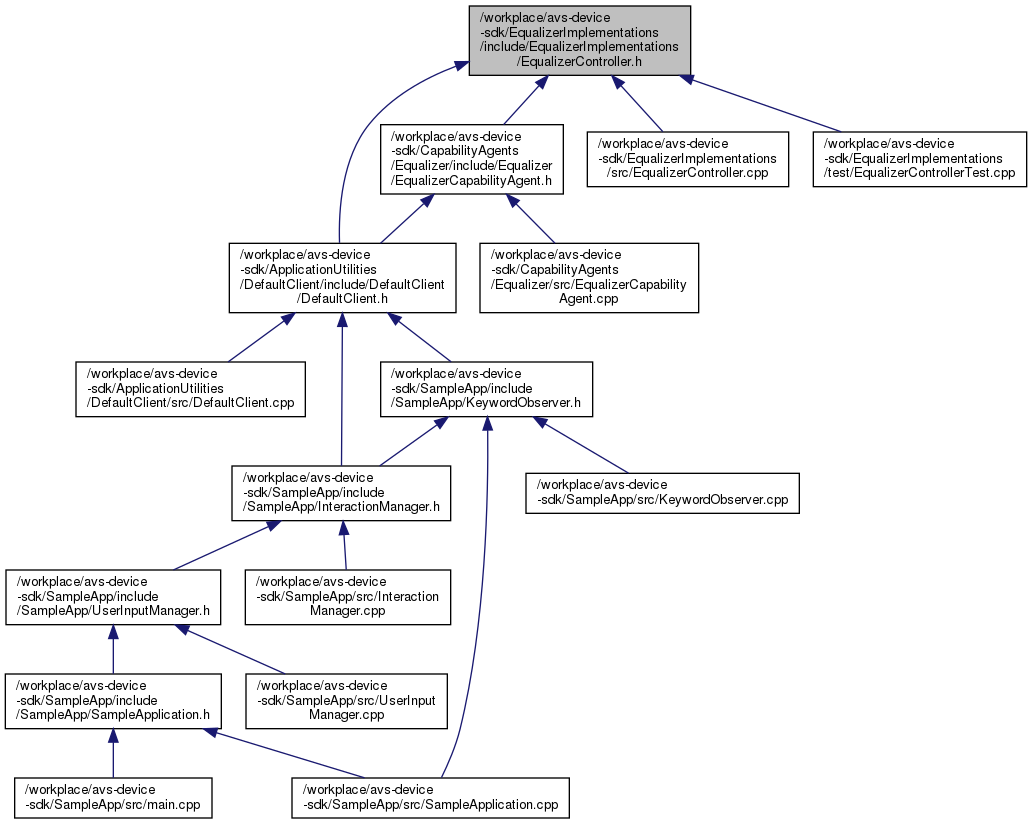 /workplace/avs-device
-sdk/EqualizerImplementations
/include/EqualizerImplementations
/EqualizerController.h
/workplace/avs-device
-sdk/CapabilityAgents
/Equalizer/include/Equalizer
/EqualizerCapabilityAgent.h
/workplace/avs-device
-sdk/EqualizerImplementations
/src/EqualizerController.cpp
/workplace/avs-device
-sdk/EqualizerImplementations
/test/EqualizerControllerTest.cpp
/workplace/avs-device
-sdk/ApplicationUtilities
/DefaultClient/include/DefaultClient
/DefaultClient.h
/workplace/avs-device
-sdk/CapabilityAgents
/Equalizer/src/EqualizerCapability
Agent.cpp
/workplace/avs-device
-sdk/ApplicationUtilities
/DefaultClient/src/DefaultClient.cpp
/workplace/avs-device
-sdk/SampleApp/include
/SampleApp/KeywordObserver.h
/workplace/avs-device
-sdk/SampleApp/include
/SampleApp/InteractionManager.h
/workplace/avs-device
-sdk/SampleApp/src/KeywordObserver.cpp
/workplace/avs-device
-sdk/SampleApp/include
/SampleApp/UserInputManager.h
/workplace/avs-device
-sdk/SampleApp/src/Interaction
Manager.cpp
/workplace/avs-device
-sdk/SampleApp/include
/SampleApp/SampleApplication.h
/workplace/avs-device
-sdk/SampleApp/src/UserInput
Manager.cpp
/workplace/avs-device
-sdk/SampleApp/src/main.cpp
/workplace/avs-device
-sdk/SampleApp/src/SampleApplication.cpp